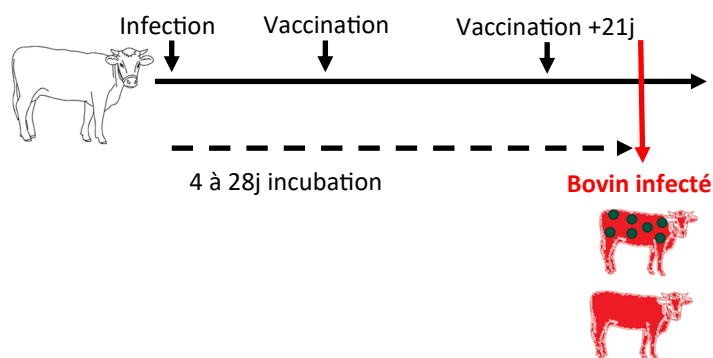 Infection
Vaccination
Vaccination +21j
4 à 28j incubation
Bovin infecté